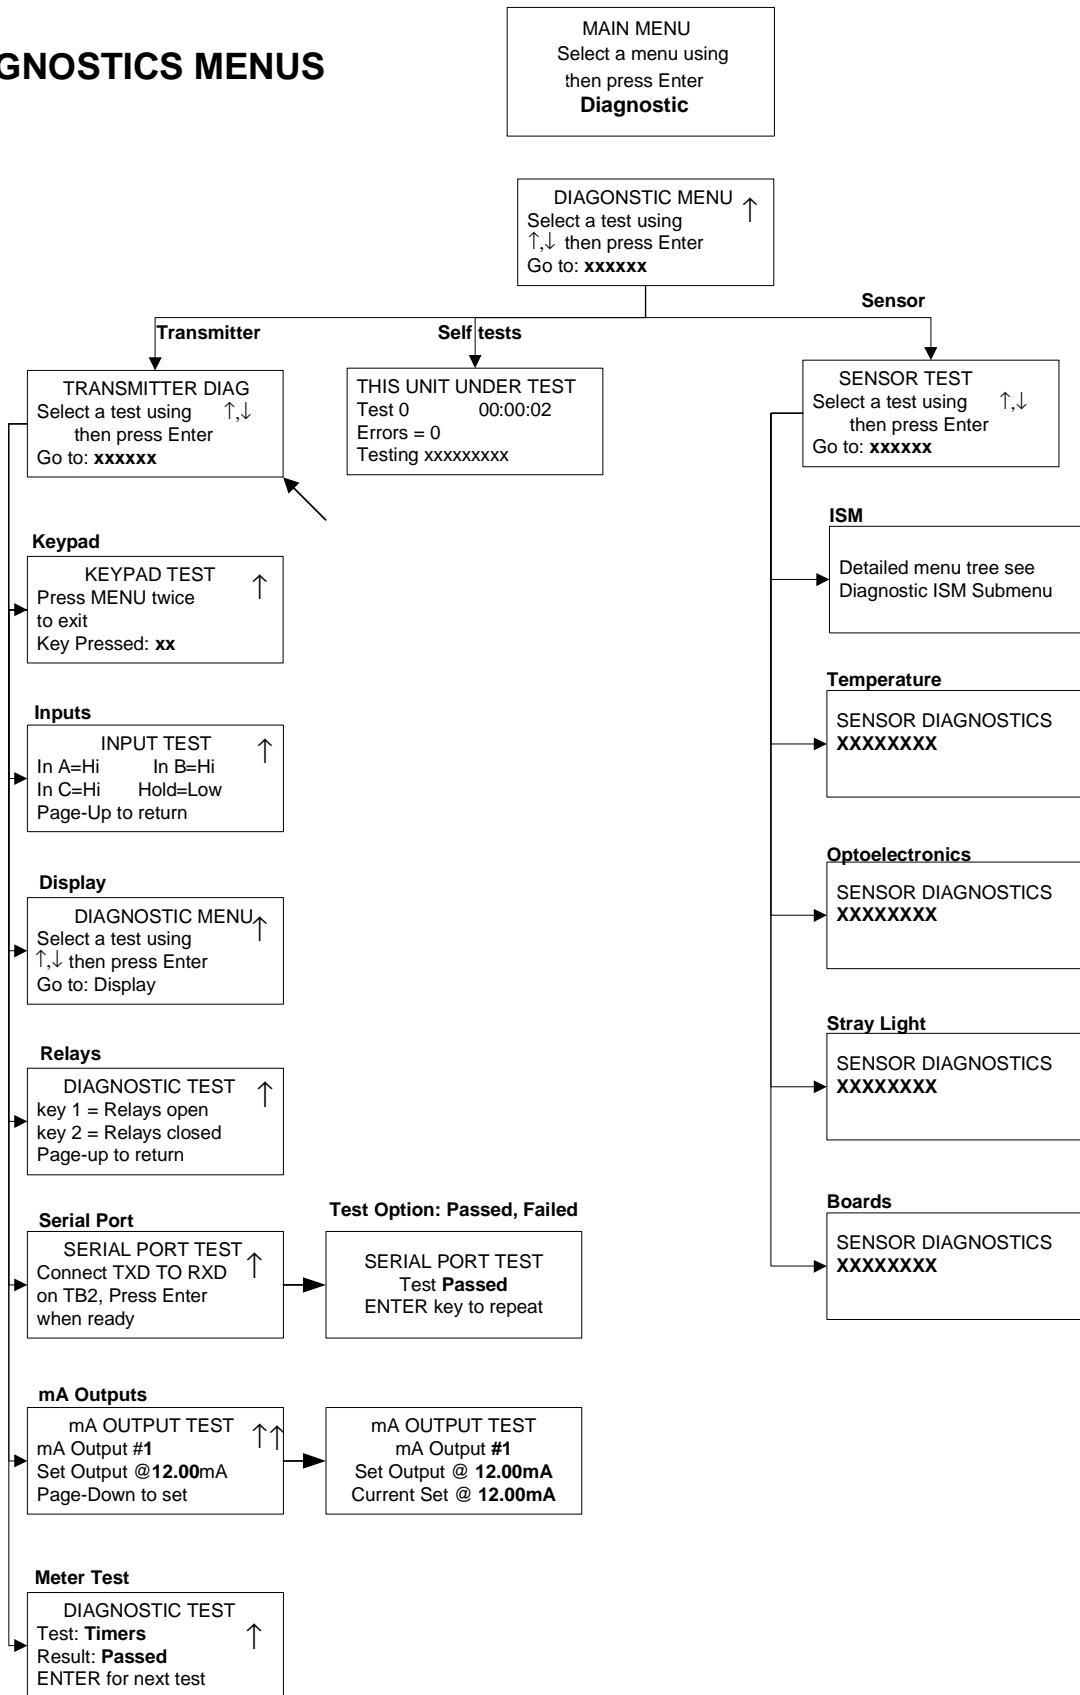 GNOSTICS MENUS
MAIN MENU
Select a menu using
then press Enter
Diagnostic
DIAGONSTIC MENU ↑
Select a test using
↑,↓ then press Enter
Go to: xxxxxx
Transmitter
Self tests
Sensor
TRANSMITTER DIAG
Select a test using ↑,↓
then press Enter
Go to: xxxxxx
THIS UNIT UNDER TEST
Test 0 00:00:02
Errors = 0
Testing xxxxxxxxx
SENSOR TEST
Select a test using ↑,↓
then press Enter
Go to: xxxxxx
Keypad
KEYPAD TEST ↑
Press MENU twice
to exit
Key Pressed: xx
Inputs
INPUT TEST ↑
In A=Hi In B=Hi
In C=Hi Hold=Low
Page-Up to return
Display
DIAGNOSTIC MENU ↑
Select a test using
↑,↓ then press Enter
Go to: Display
Relays
DIAGNOSTIC TEST ↑
key 1 = Relays open
key 2 = Relays closed
Page-up to return
Serial Port
SERIAL PORT TEST ↑
Connect TXD TO RXD
on TB2, Press Enter
when ready
Test Option: Passed, Failed
SERIAL PORT TEST
Test Passed
ENTER key to repeat
mA Outputs
mA OUTPUT TEST ↑↑
mA Output #1
Set Output @12.00mA
Page-Down to set
mA OUTPUT TEST
mA Output #1
Set Output @ 12.00mA
Current Set @ 12.00mA
Meter Test
DIAGNOSTIC TEST
Test: Timers ↑
Result: Passed
ENTER for next test
ISM
Detailed menu tree see
Diagnostic ISM Submenu
Temperature
SENSOR DIAGNOSTICS
XXXXXXXX
Optoelectronics
SENSOR DIAGNOSTICS
XXXXXXXX
Stray Light
SENSOR DIAGNOSTICS
XXXXXXXX
Boards
SENSOR DIAGNOSTICS
XXXXXXXX